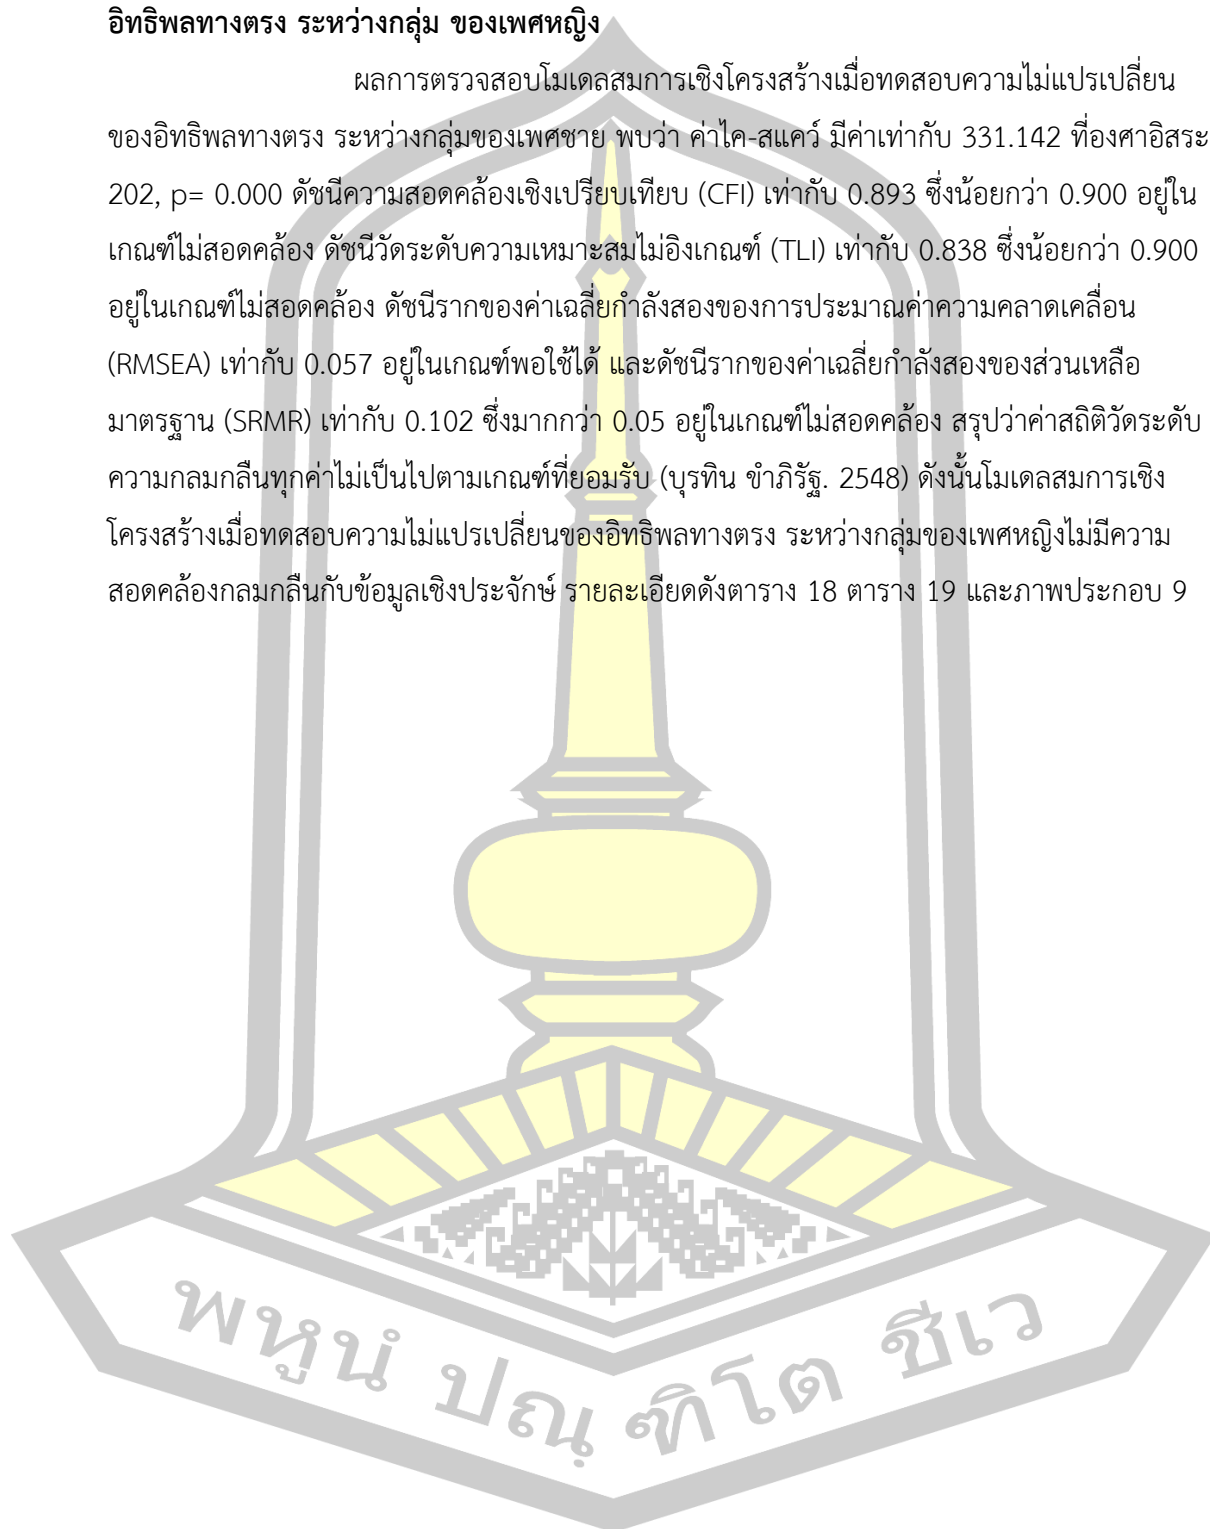 อิทธิพลทางตรง ระหว่างกลุ่ม ของเพศหญิง
ผลการตรวจสอบโมเดลสมการเชิงโครงสร้างเมื่อทดสอบความไม่แปรเปลี่ยน
ของอิทธิพลทางตรง ระหว่างกลุ่มของเพศชาย พบว่า ค่าไค-สแควร์ มีค่าเท่ากับ 331.142 ที่องศาอิสระ
202, p= 0.000 ดัชนีความสอดคล้องเชิงเปรียบเทียบ (CFI) เท่ากับ 0.893 ซึ่งน้อยกว่า 0.900 อยู่ใน
เกณฑ์ไม่สอดคล้อง ดัชนีวัดระดับความเหมาะสมไม่อิงเกณฑ์ (TLI) เท่ากับ 0.838 ซึ่งน้อยกว่า 0.900
อยู่ในเกณฑ์ไม่สอดคล้อง ดัชนีรากของค่าเฉลี่ยกำลังสองของการประมาณค่าความคลาดเคลื่อน
(RMSEA) เท่ากับ 0.057 อยู่ในเกณฑ์พอใช้ได้ และดัชนีรากของค่าเฉลี่ยกำลังสองของส่วนเหลือ
มาตรฐาน (SRMR) เท่ากับ 0.102 ซึ่งมากกว่า 0.05 อยู่ในเกณฑ์ไม่สอดคล้อง สรุปว่าค่าสถิติวัดระดับ
ความกลมกลืนทุกค่าไม่เป็นไปตามเกณฑ์ที่ยอมรับ (บุรทิน ขำภิรัฐ. 2548) ดังนั้นโมเดลสมการเชิง
โครงสร้างเมื่อทดสอบความไม่แปรเปลี่ยนของอิทธิพลทางตรง ระหว่างกลุ่มของเพศหญิงไม่มีความ
สอดคล้องกลมกลืนกับข้อมูลเชิงประจักษ์ รายละเอียดดังตาราง 18 ตาราง 19 และภาพประกอบ 9
พหูนํ ปณฺฑิโต ชีเว